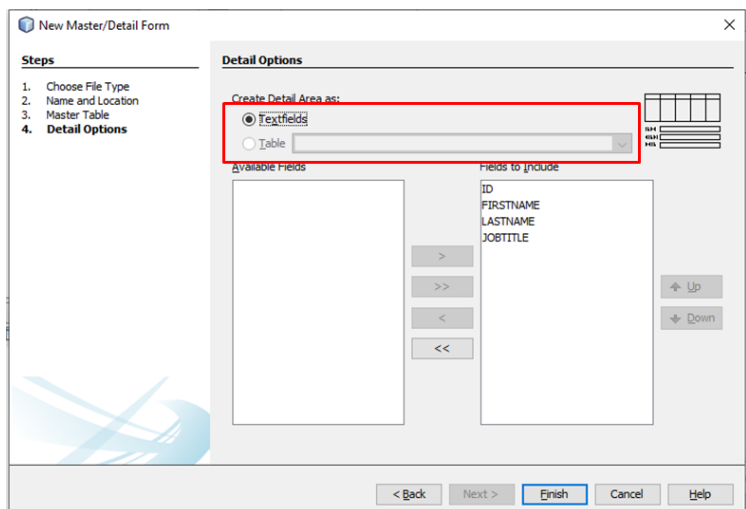 New Master/Detail Form
Steps
1. Choose File Type
2. Name and Location
3. Master Table
4. Detail Options
Detail Options
Create Detail Area as:
Textfields
Table
Available Fields
Fields to Include
ID
FIRSTNAME
LASTNAME
JOBTITLE
>
>>
<
<<
Up
Down
< Back
Next >
Finish
Cancel
Help